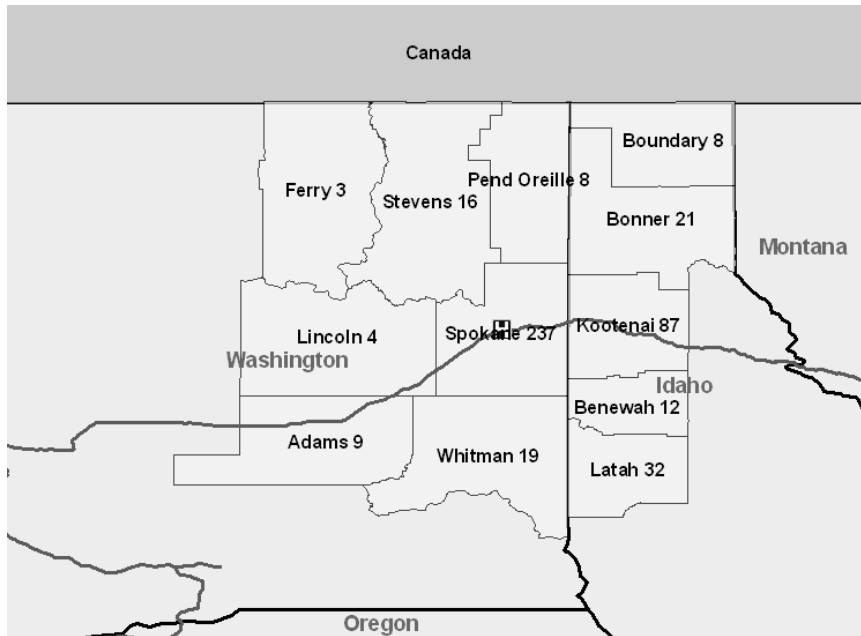 Canada
Boundary 8
Pend Oreille 8
Ferry 3
Stevens 16
Bonner 21
Montana
H
Kootenai 87
Spokane 237
Lincoln 4
Washington
Idaho
Benewah 12
Adams 9
Whitman 19
Latah 32
Oregon